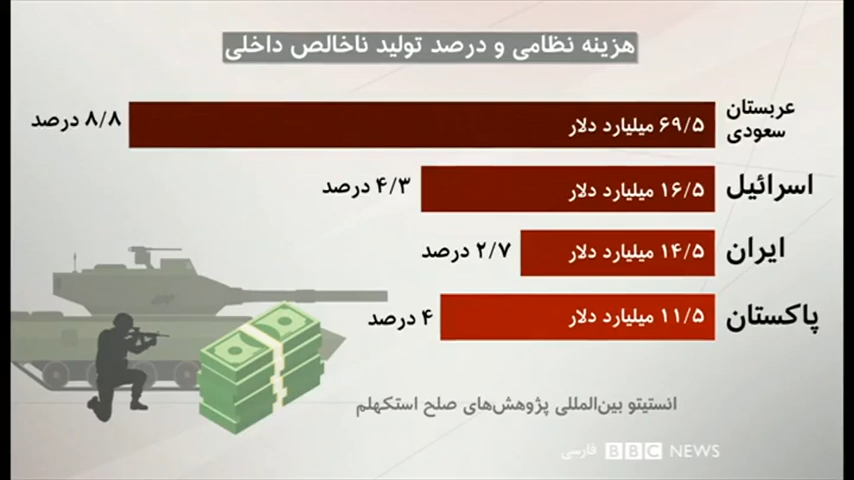 هزینه نظامی و درصد تولید ناخالص داخلی
عربستان
سعودی
۶۹/۵ میلیارد دلار
۸/۸ درصد
اسرائیل
۱۶/۵ میلیارد دلار
۴/۳ درصد
ایران
۱۴/۵ میلیارد دلار
۲/۷ درصد
پاکستان
۱۱/۵ میلیارد دلار
۴ درصد
انستیتو بین‌المللی پژوهش‌های صلح استکهلم
BBC NEWS فارسی